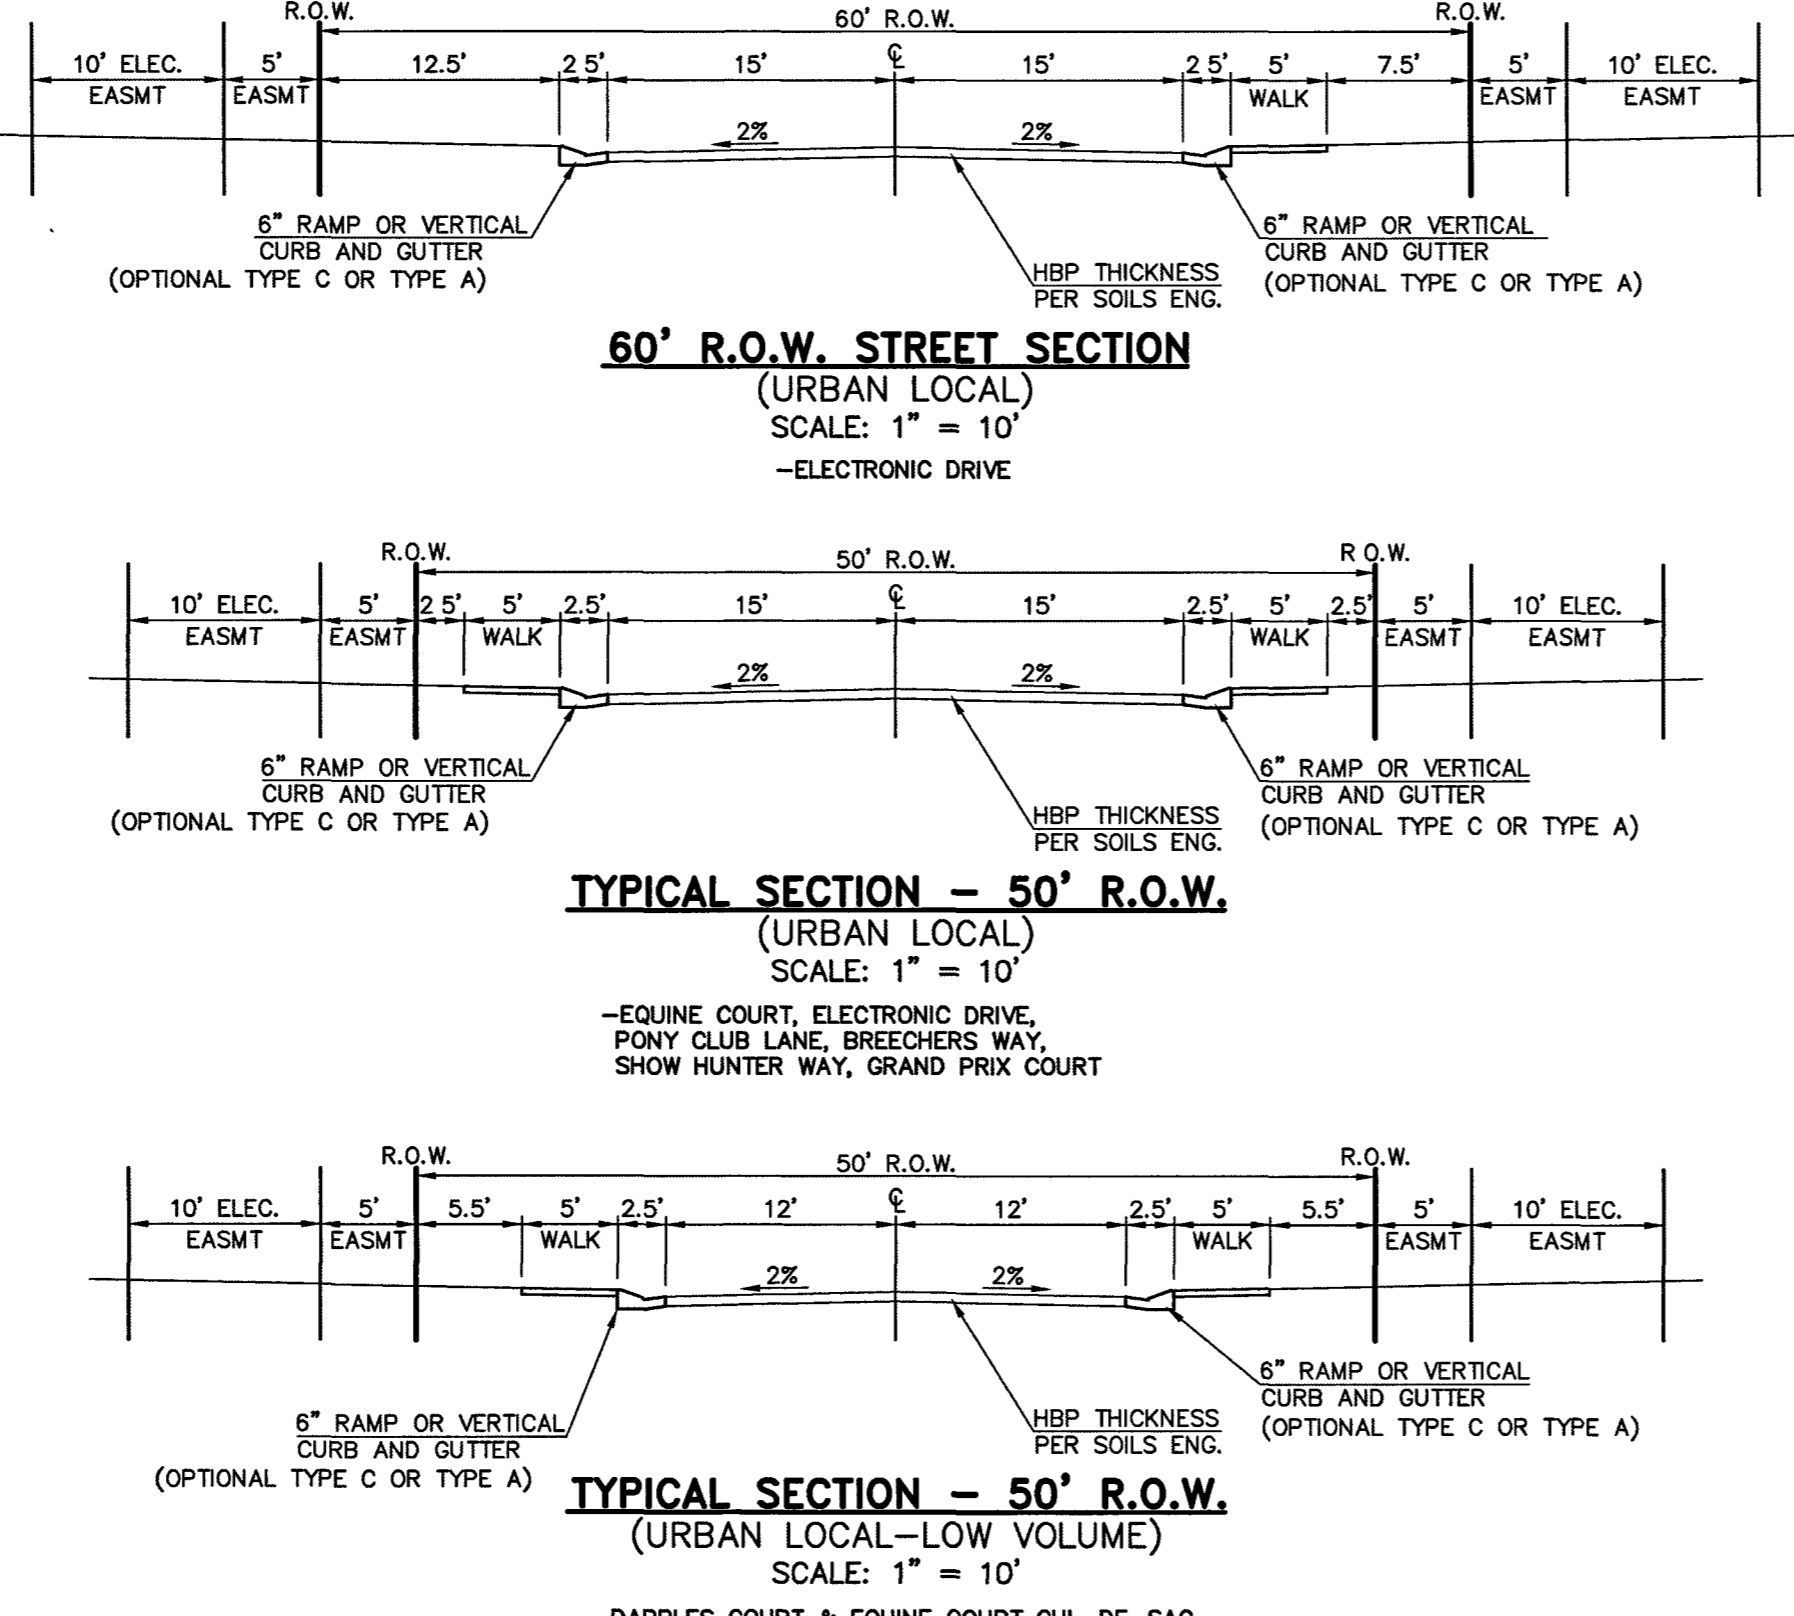 R.O.W. 60' R.O.W. R.O.W.
10' ELEC. 5' 12.5' 2 5' 15' ℄ 15' 2 5' 5' 7.5' 5' 10' ELEC.
EASMT EASMT WALK EASMT EASMT
2% 2%
6" RAMP OR VERTICAL
CURB AND GUTTER
(OPTIONAL TYPE C OR TYPE A)
HBP THICKNESS
PER SOILS ENG.
6" RAMP OR VERTICAL
CURB AND GUTTER
(OPTIONAL TYPE C OR TYPE A)
60' R.O.W. STREET SECTION
(URBAN LOCAL)
SCALE: 1" = 10'
-ELECTRONIC DRIVE
R.O.W. 50' R.O.W. R O.W.
10' ELEC. 5' 2 5' 5' 2.5' 15' ℄ 15' 2.5' 5' 2.5' 5' 10' ELEC.
EASMT EASMT WALK WALK EASMT EASMT
2% 2%
6" RAMP OR VERTICAL
CURB AND GUTTER
(OPTIONAL TYPE C OR TYPE A)
HBP THICKNESS
PER SOILS ENG.
6" RAMP OR VERTICAL
CURB AND GUTTER
(OPTIONAL TYPE C OR TYPE A)
TYPICAL SECTION - 50' R.O.W.
(URBAN LOCAL)
SCALE: 1" = 10'
-EQUINE COURT, ELECTRONIC DRIVE,
PONY CLUB LANE, BREECHERS WAY,
SHOW HUNTER WAY, GRAND PRIX COURT
R.O.W. 50' R.O.W. R.O.W.
10' ELEC. 5' 5.5' 5' 2.5' 12' ℄ 12' 2.5' 5' 5.5' 5' 10' ELEC.
EASMT EASMT WALK WALK EASMT EASMT
2% 2%
6" RAMP OR VERTICAL
CURB AND GUTTER
(OPTIONAL TYPE C OR TYPE A)
HBP THICKNESS
PER SOILS ENG.
6" RAMP OR VERTICAL
CURB AND GUTTER
(OPTIONAL TYPE C OR TYPE A)
TYPICAL SECTION - 50' R.O.W.
(URBAN LOCAL-LOW VOLUME)
SCALE: 1" = 10'
COURT & EQUINE COURT